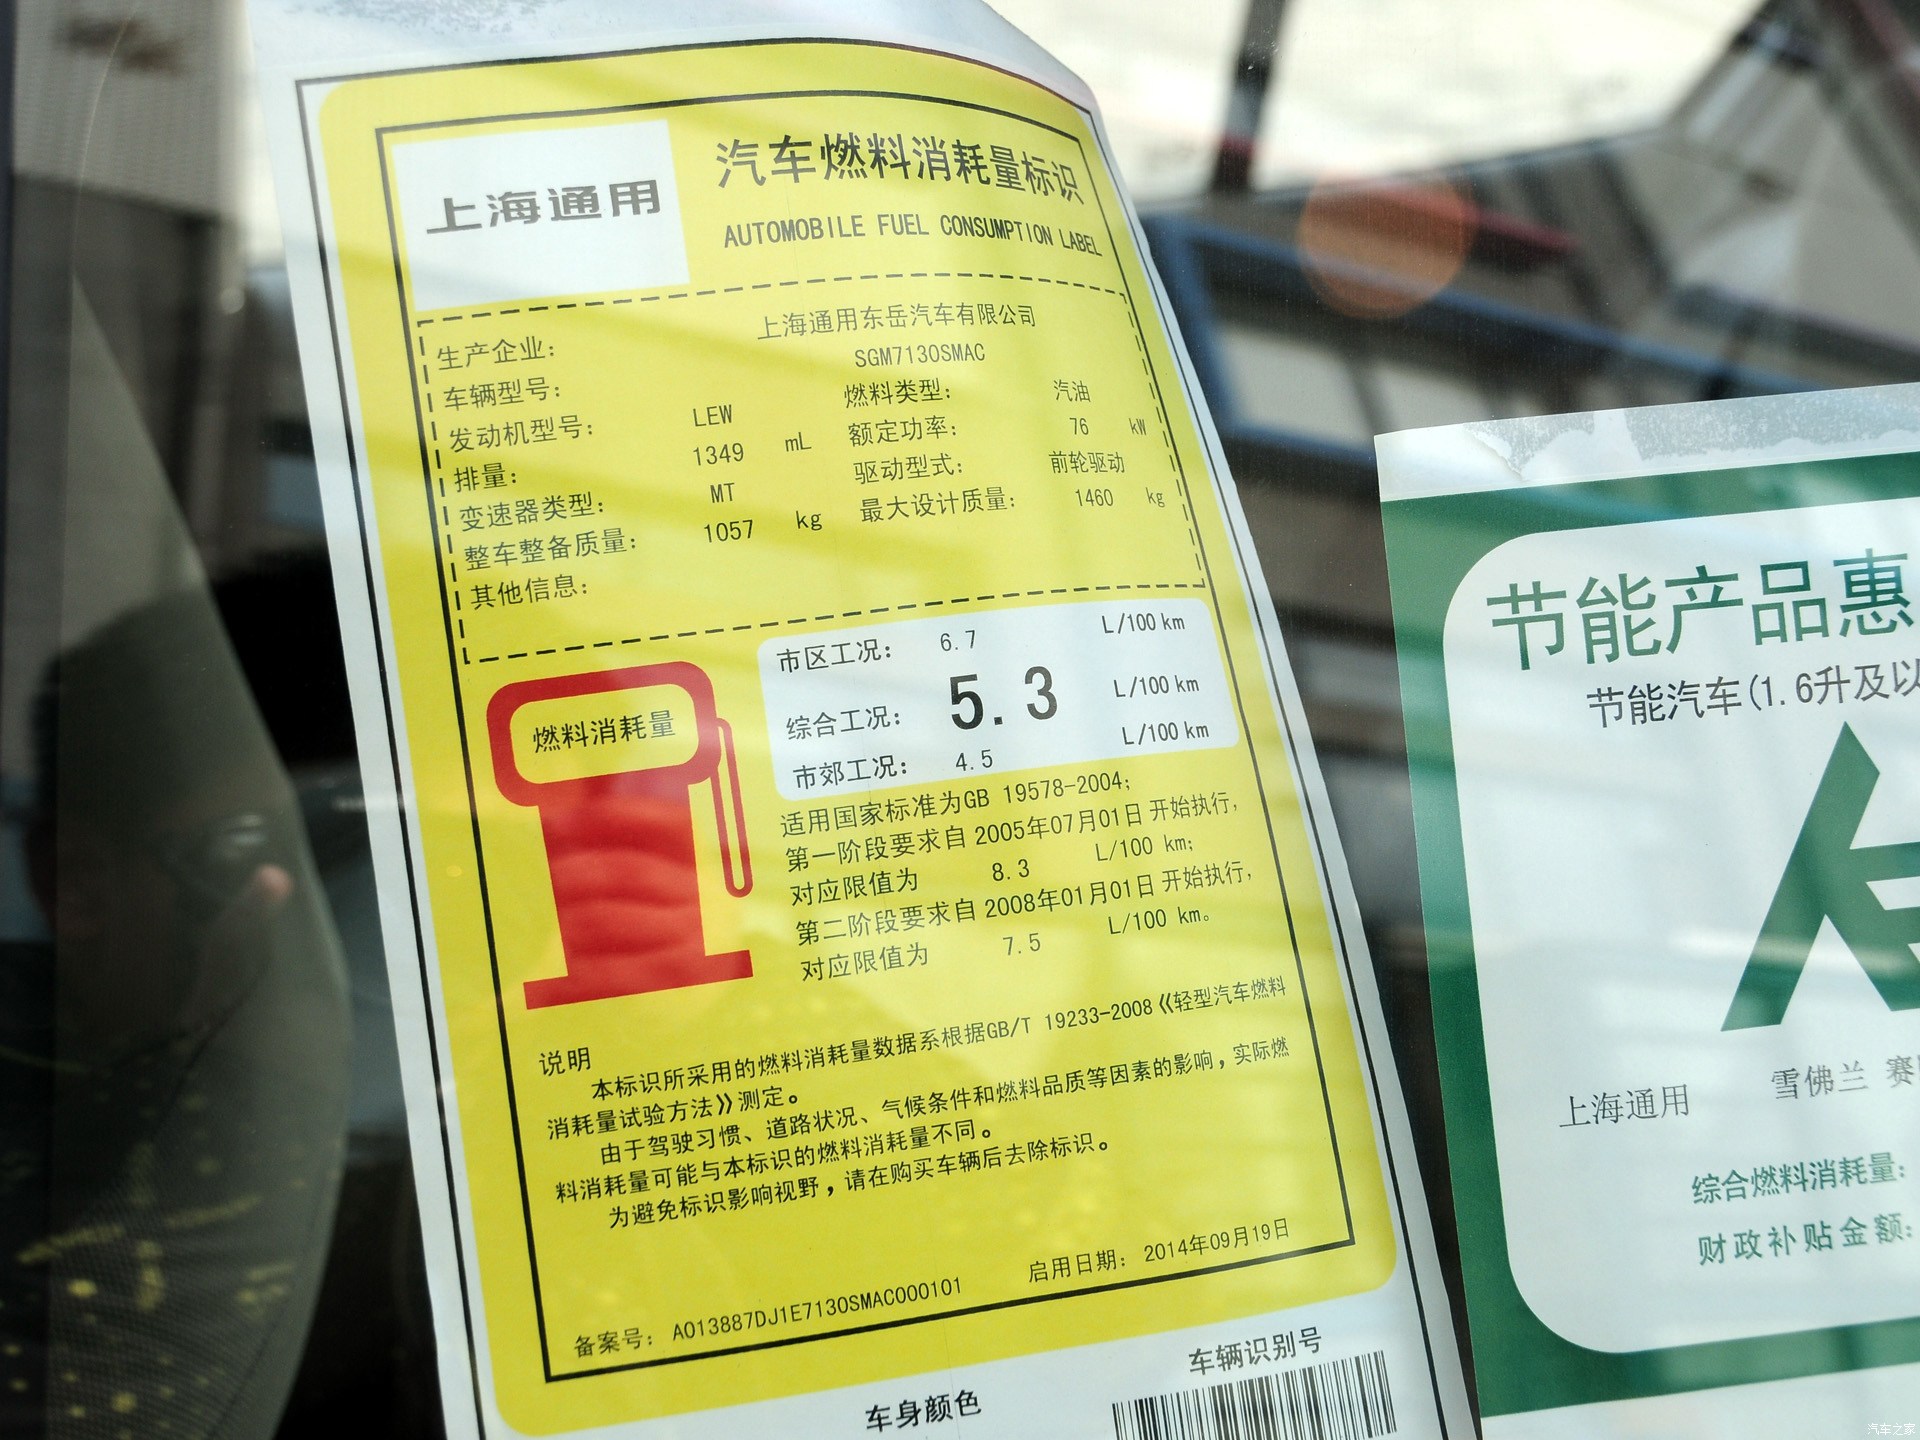 上海通用
汽车燃料消耗量标识
AUTOMOBILE FUEL CONSUMPTION LABEL
生产企业: 上海通用东岳汽车有限公司
车辆型号: SGM7130SMAC
发动机型号: LEW 燃料类型: 汽油
排量: 1349 mL 额定功率: 76 kW
变速器类型: MT 驱动型式: 前轮驱动
整车整备质量: 1057 kg 最大设计质量: 1460 kg
其他信息:
燃料消耗量
市区工况: 6.7 L/100 km
综合工况: 5.3 L/100 km
市郊工况: 4.5 L/100 km
适用国家标准为GB 19578-2004;
第一阶段要求自 2005年07月01日 开始执行,
对应限值为 8.3 L/100 km;
第二阶段要求自 2008年01月01日 开始执行,
对应限值为 7.5 L/100 km。
说明
本标识所采用的燃料消耗量数据系根据GB/T 19233-2008《轻型汽车燃料
消耗量试验方法》测定。
由于驾驶习惯、道路状况、气候条件和燃料品质等因素的影响,实际燃
料消耗量可能与本标识的燃料消耗量不同。
为避免标识影响视野,请在购买车辆后去除标识。
备案号: A013887DJ1E7130SMAC000101 启用日期: 2014年09月19日
车身颜色
车辆识别号
节能产品惠
节能汽车(1.6升及以
上海通用 雪佛兰 赛
综合燃料消耗量:
财政补贴金额:
汽车之家